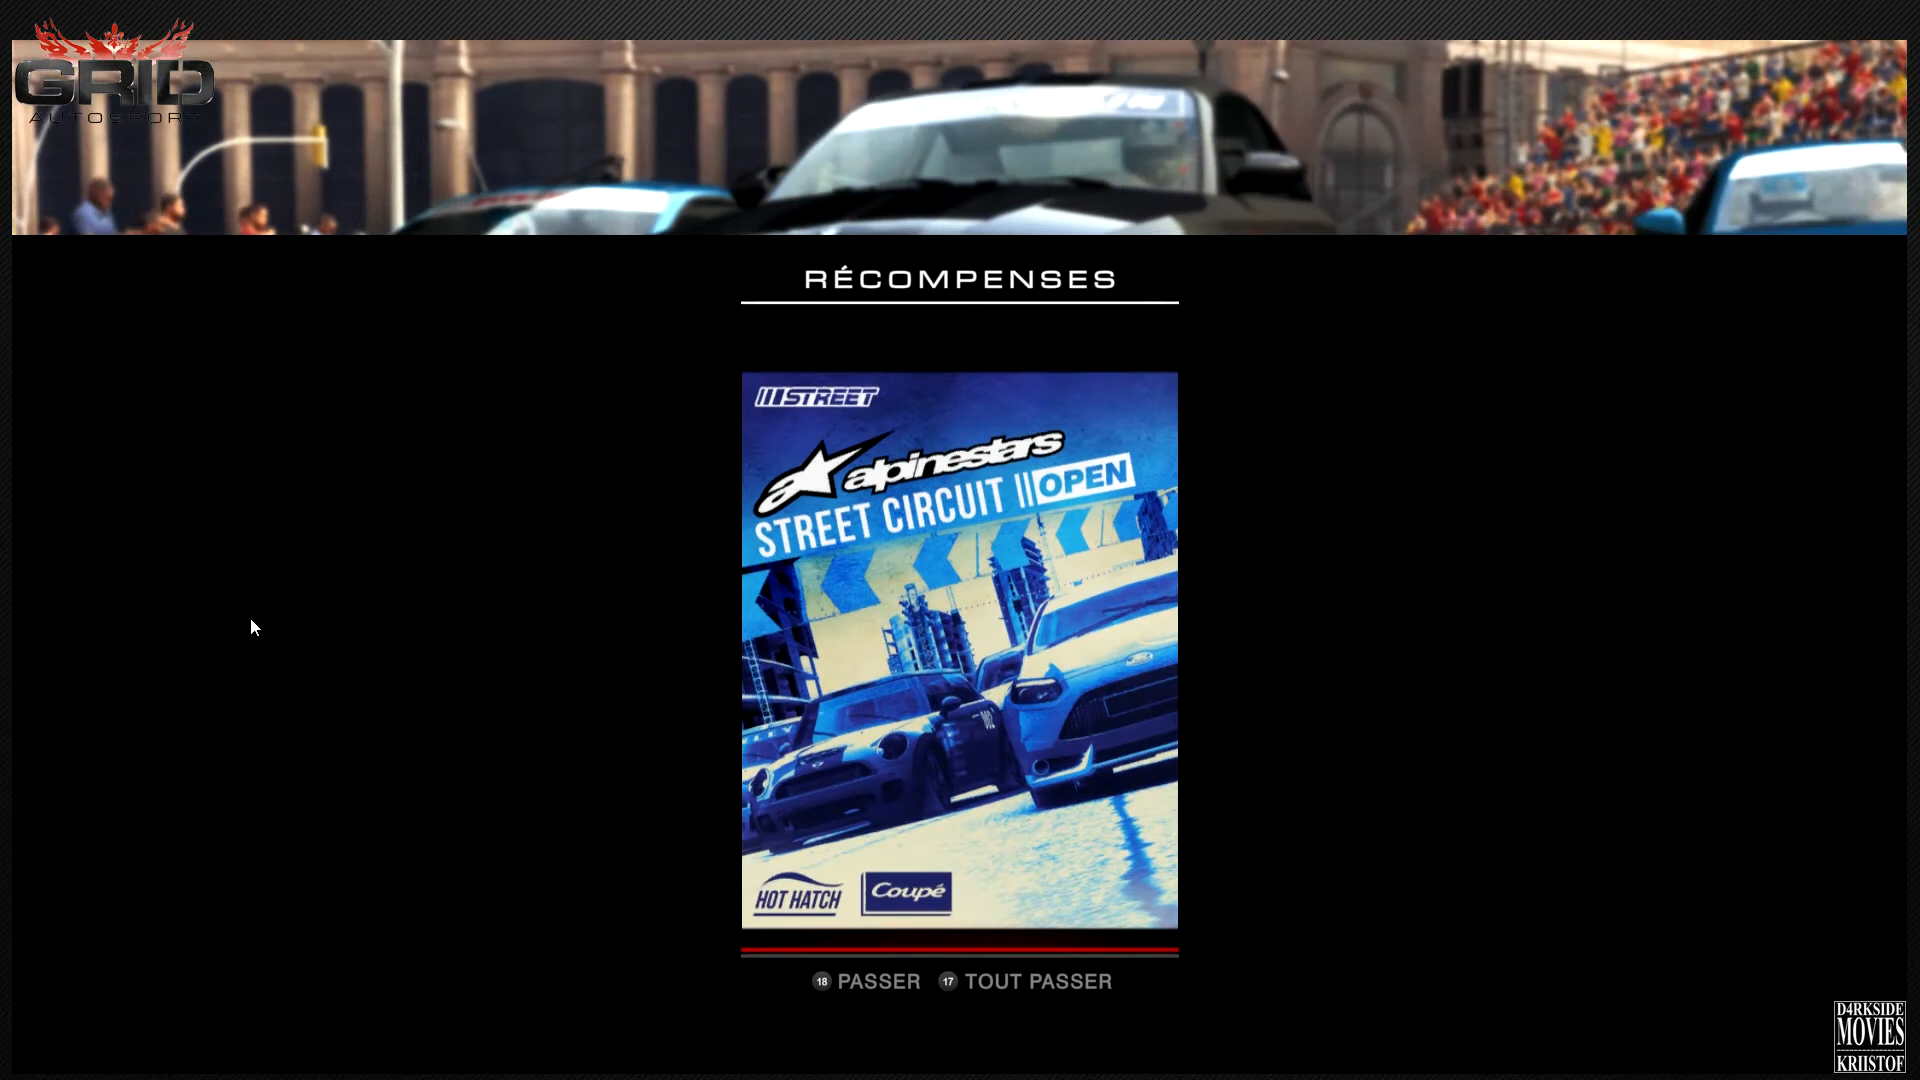 GRID
AUTOSPORT
RÉCOMPENSES
STREET
alpinestars
STREET CIRCUIT OPEN
002
HOT HATCH
Coupé
18 PASSER 17 TOUT PASSER
D4RKSIDE
MOVIES
KRIISTOF